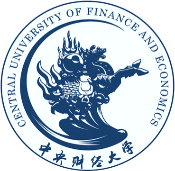 CENTRAL UNIVERSITY OF FINANCE AND ECONOMICS
中央财经大学